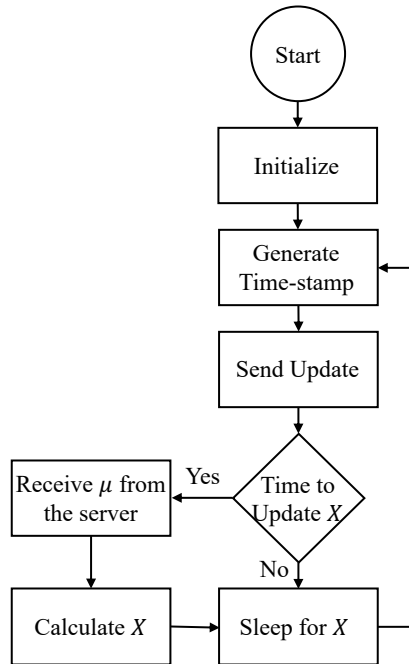 Start
Initialize
Generate
Time-stamp
Send Update
Time to
Update X
Yes
Receive μ from
the server
No
Calculate X
Sleep for X